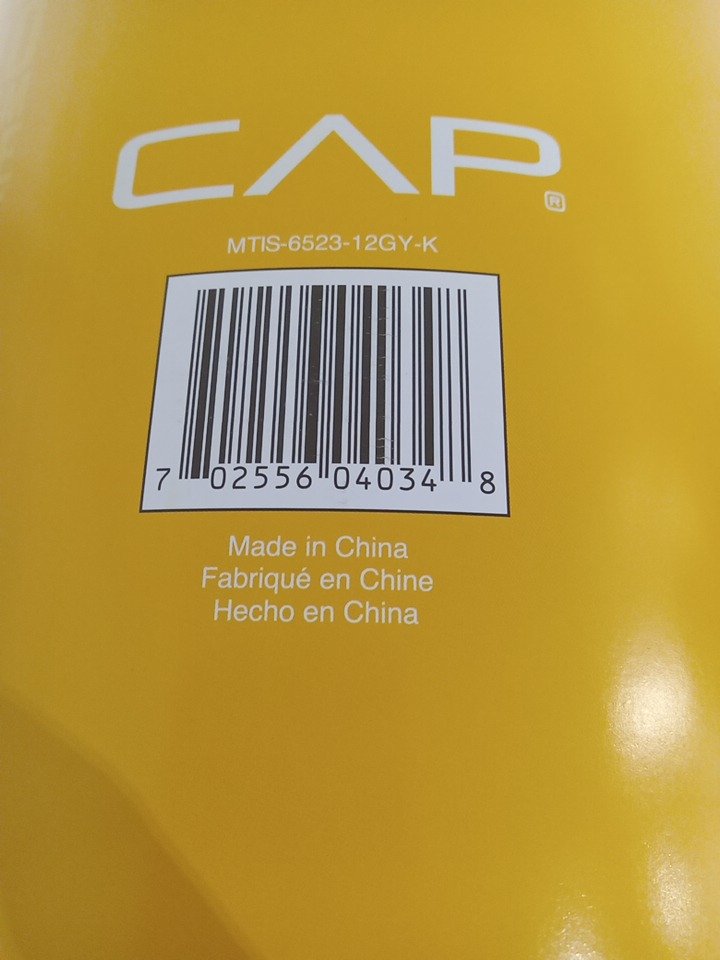 CAP®
MTIS-6523-12GY-K
7 02556 04034 8
Made in China
Fabriqué en Chine
Hecho en China